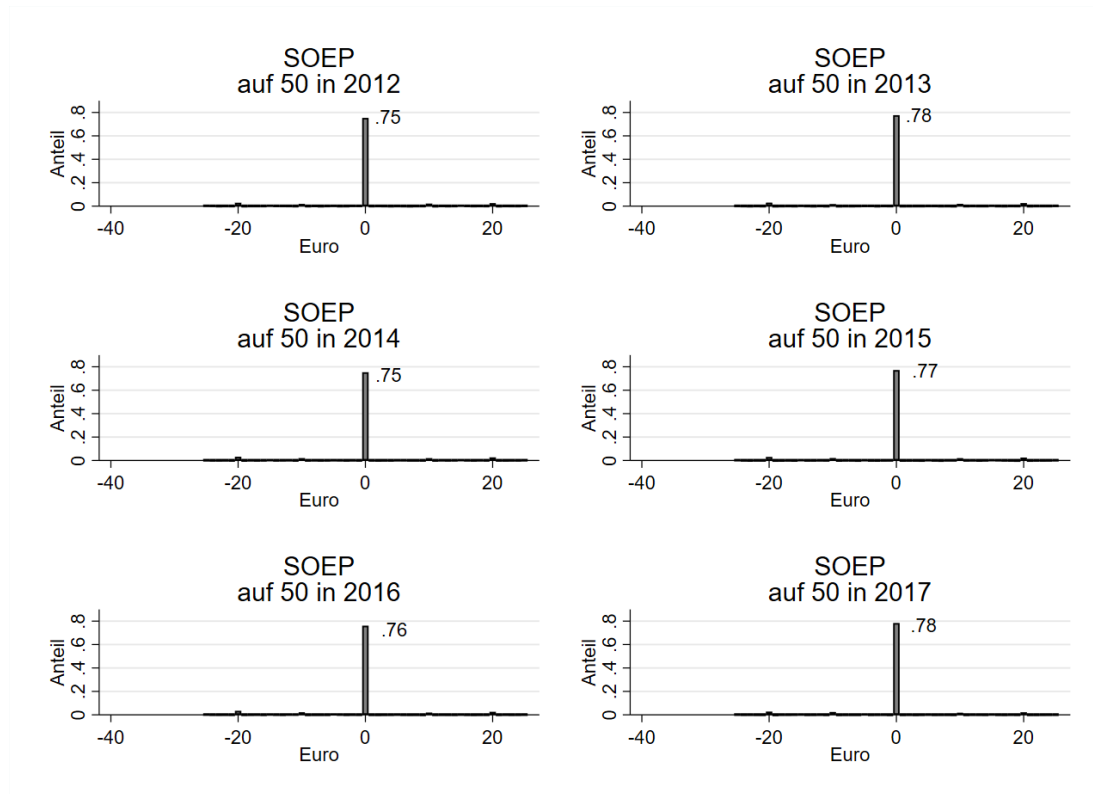 SOEP
auf 50 in 2012
.8
.6
.4
.2
0
Anteil
.75
-40 -20 0 20
Euro
SOEP
auf 50 in 2013
.8
.6
.4
.2
0
Anteil
.78
-40 -20 0 20
Euro
SOEP
auf 50 in 2014
.8
.6
.4
.2
0
Anteil
.75
-40 -20 0 20
Euro
SOEP
auf 50 in 2015
.8
.6
.4
.2
0
Anteil
.77
-40 -20 0 20
Euro
SOEP
auf 50 in 2016
.8
.6
.4
.2
0
Anteil
.76
-40 -20 0 20
Euro
SOEP
auf 50 in 2017
.8
.6
.4
.2
0
Anteil
.78
-40 -20 0 20
Euro